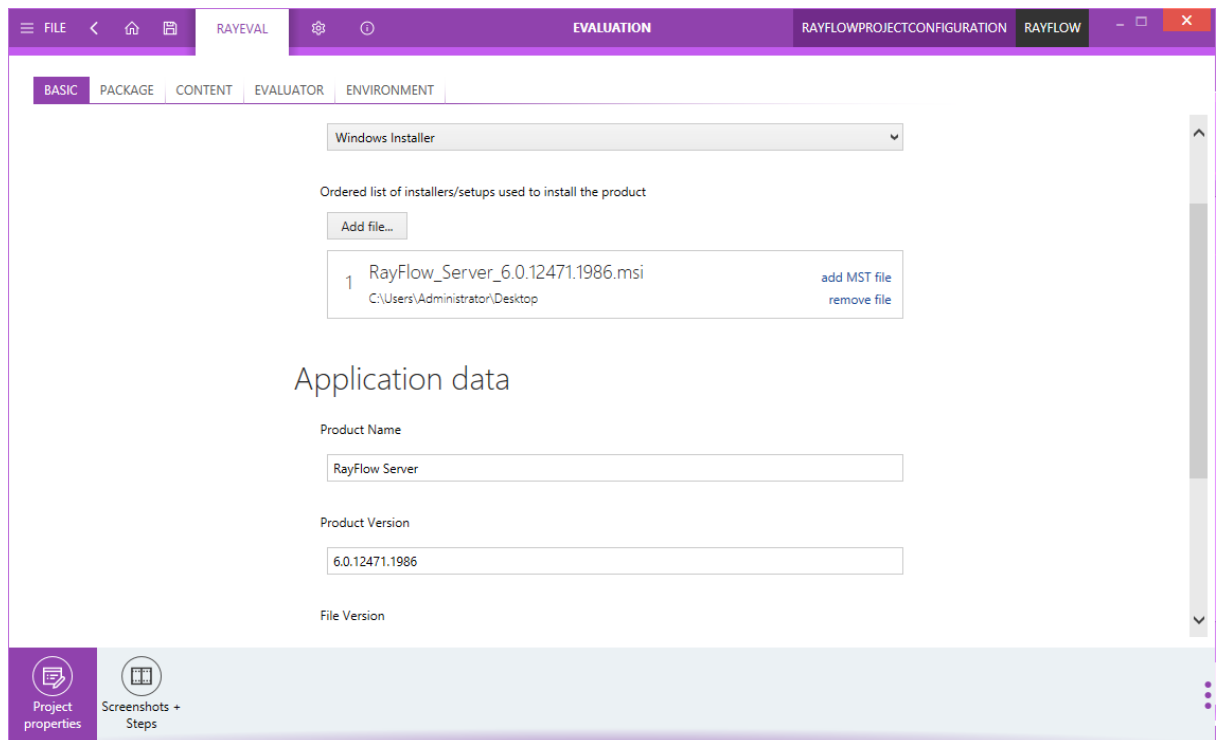 FILE RAYEVAL EVALUATION RAYFLOWPROJECTCONFIGURATION RAYFLOW
BASIC PACKAGE CONTENT EVALUATOR ENVIRONMENT
Windows Installer
Ordered list of installers/setups used to install the product
Add file...
1 RayFlow_Server_6.0.12471.1986.msi add MST file
C:\Users\Administrator\Desktop remove file
Application data
Product Name
RayFlow Server
Product Version
6.0.12471.1986
File Version
Project properties
Screenshots + Steps